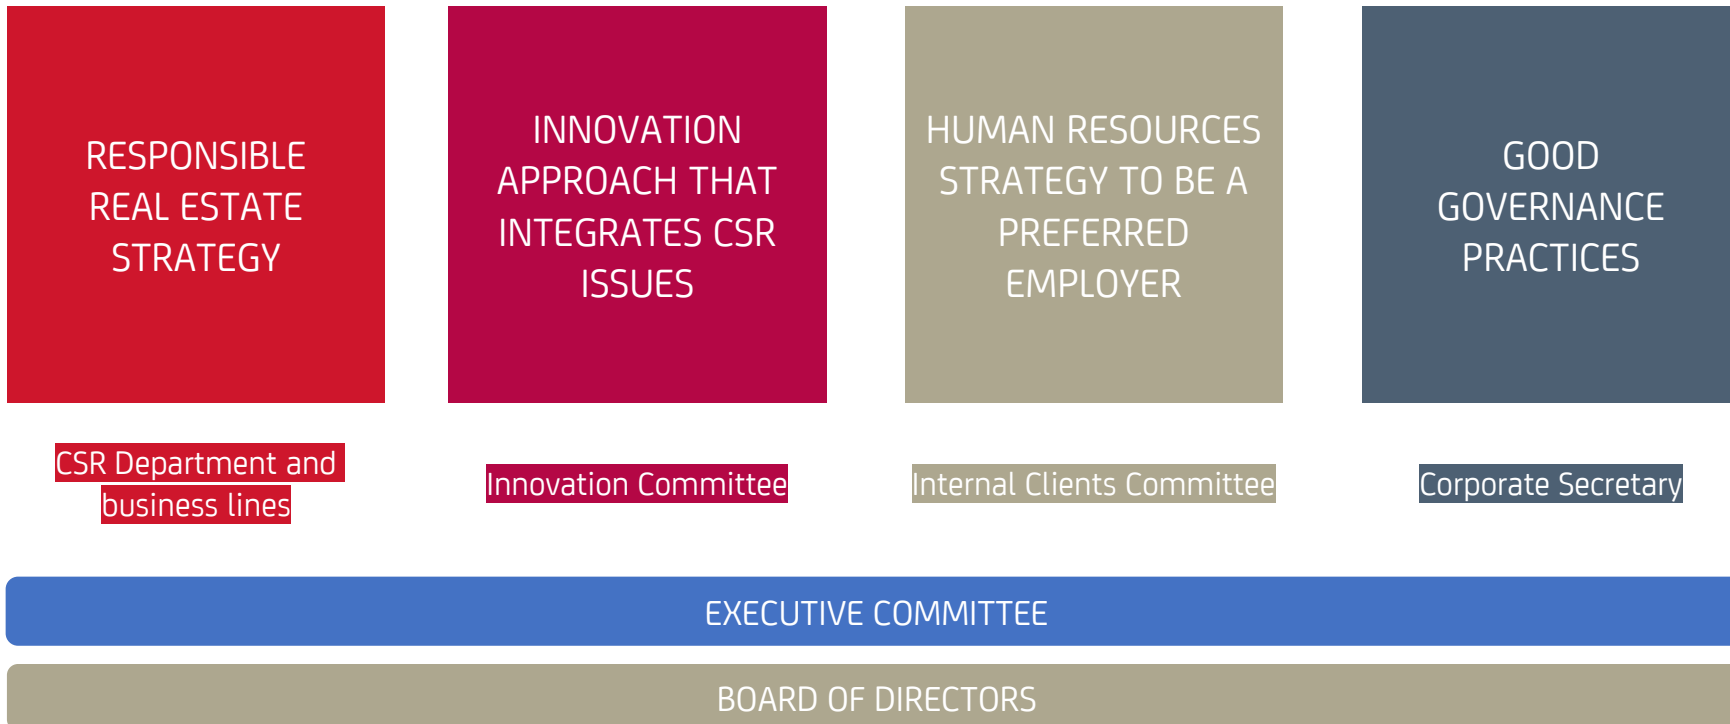 RESPONSIBLE
REAL ESTATE
STRATEGY
INNOVATION
APPROACH THAT
INTEGRATES CSR
ISSUES
HUMAN RESOURCES
STRATEGY TO BE A
PREFERRED
EMPLOYER
GOOD
GOVERNANCE
PRACTICES
CSR Department and
business lines
Innovation Committee
Internal Clients Committee
Corporate Secretary
EXECUTIVE COMMITTEE
BOARD OF DIRECTORS